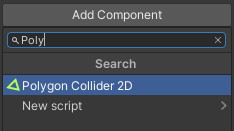 Add Component
Poly
Search
Polygon Collider 2D
New script